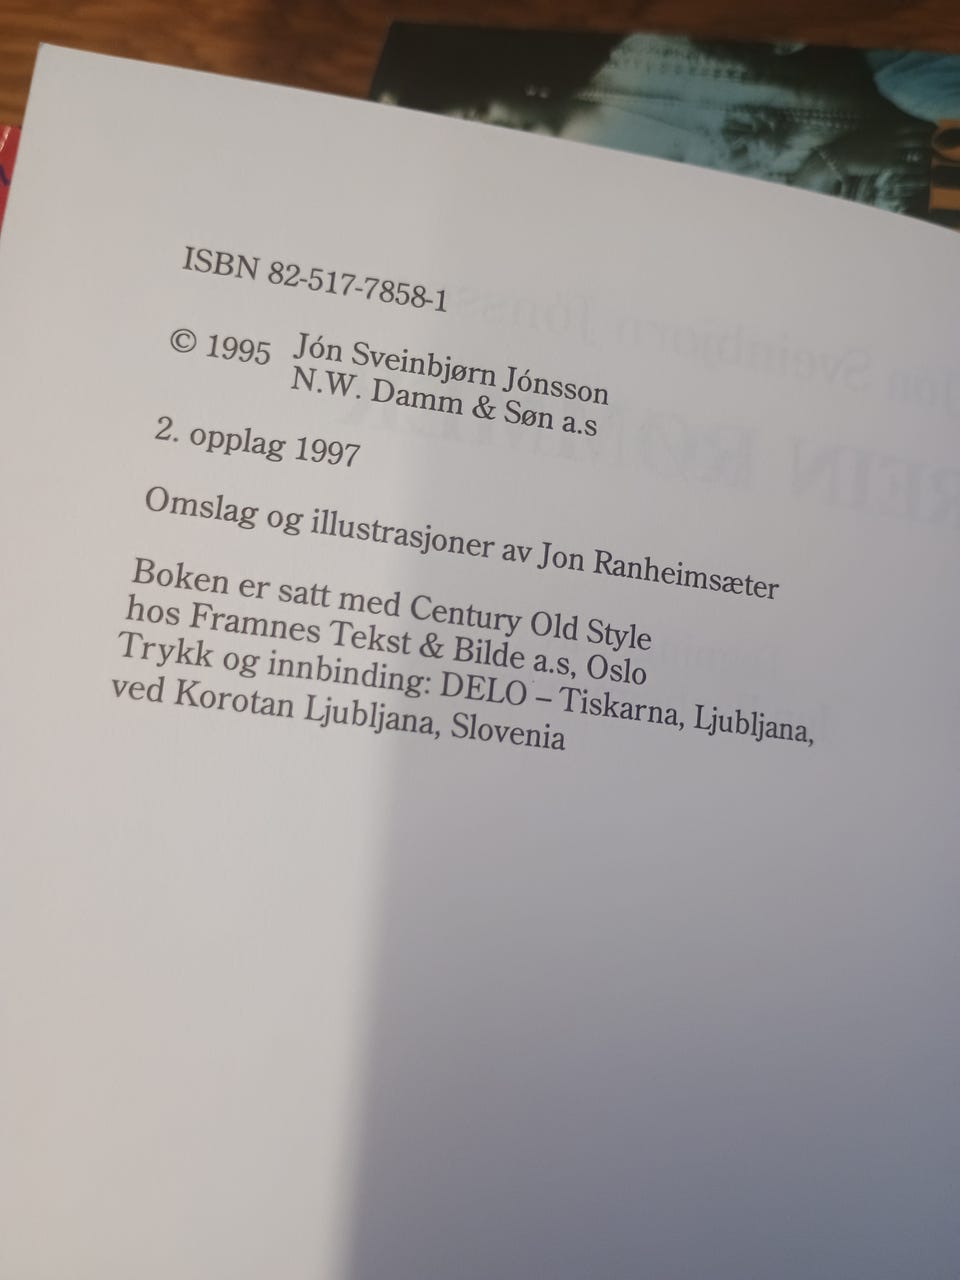 ISBN 82-517-7858-1
© 1995 Jón Sveinbjørn Jónsson
N.W. Damm & Søn a.s
2. opplag 1997
Omslag og illustrasjoner av Jon Ranheimsæter
Boken er satt med Century Old Style
hos Framnes Tekst & Bilde a.s, Oslo
Trykk og innbinding: DELO – Tiskarna, Ljubljana,
ved Korotan Ljubljana, Slovenia